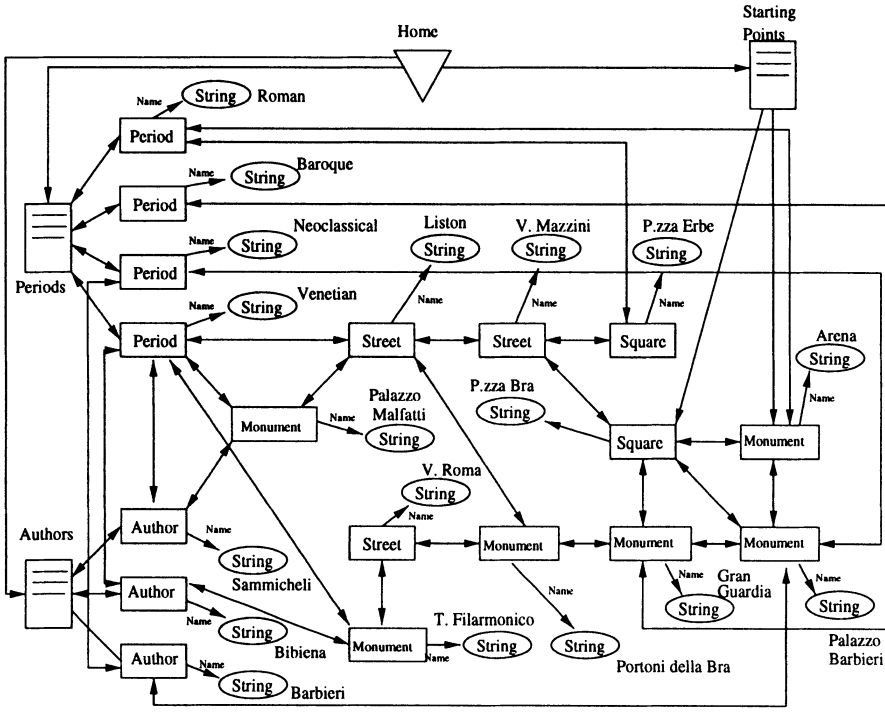 Home
Starting
Points
Name
String
Roman
Period
Name
String
Baroque
Period
Name
String
Neoclassical
Period
Periods
Name
String
Venetian
Period
Liston
String
Name
Street
V. Mazzini
String
Name
Street
P.zza Erbe
String
Name
Square
Arena
String
Name
Monument
P.zza Bra
String
Square
Palazzo
Malfatti
Name
String
Monument
V. Roma
String
Name
Street
Monument
Monument
Monument
Authors
Author
Name
String
Sammicheli
Author
Name
String
Bibiena
Author
Name
String
Barbieri
Monument
Name
T. Filarmonico
String
Name
String
Portoni della Bra
Name
Gran
Guardia
String
Name
String
Palazzo
Barbieri